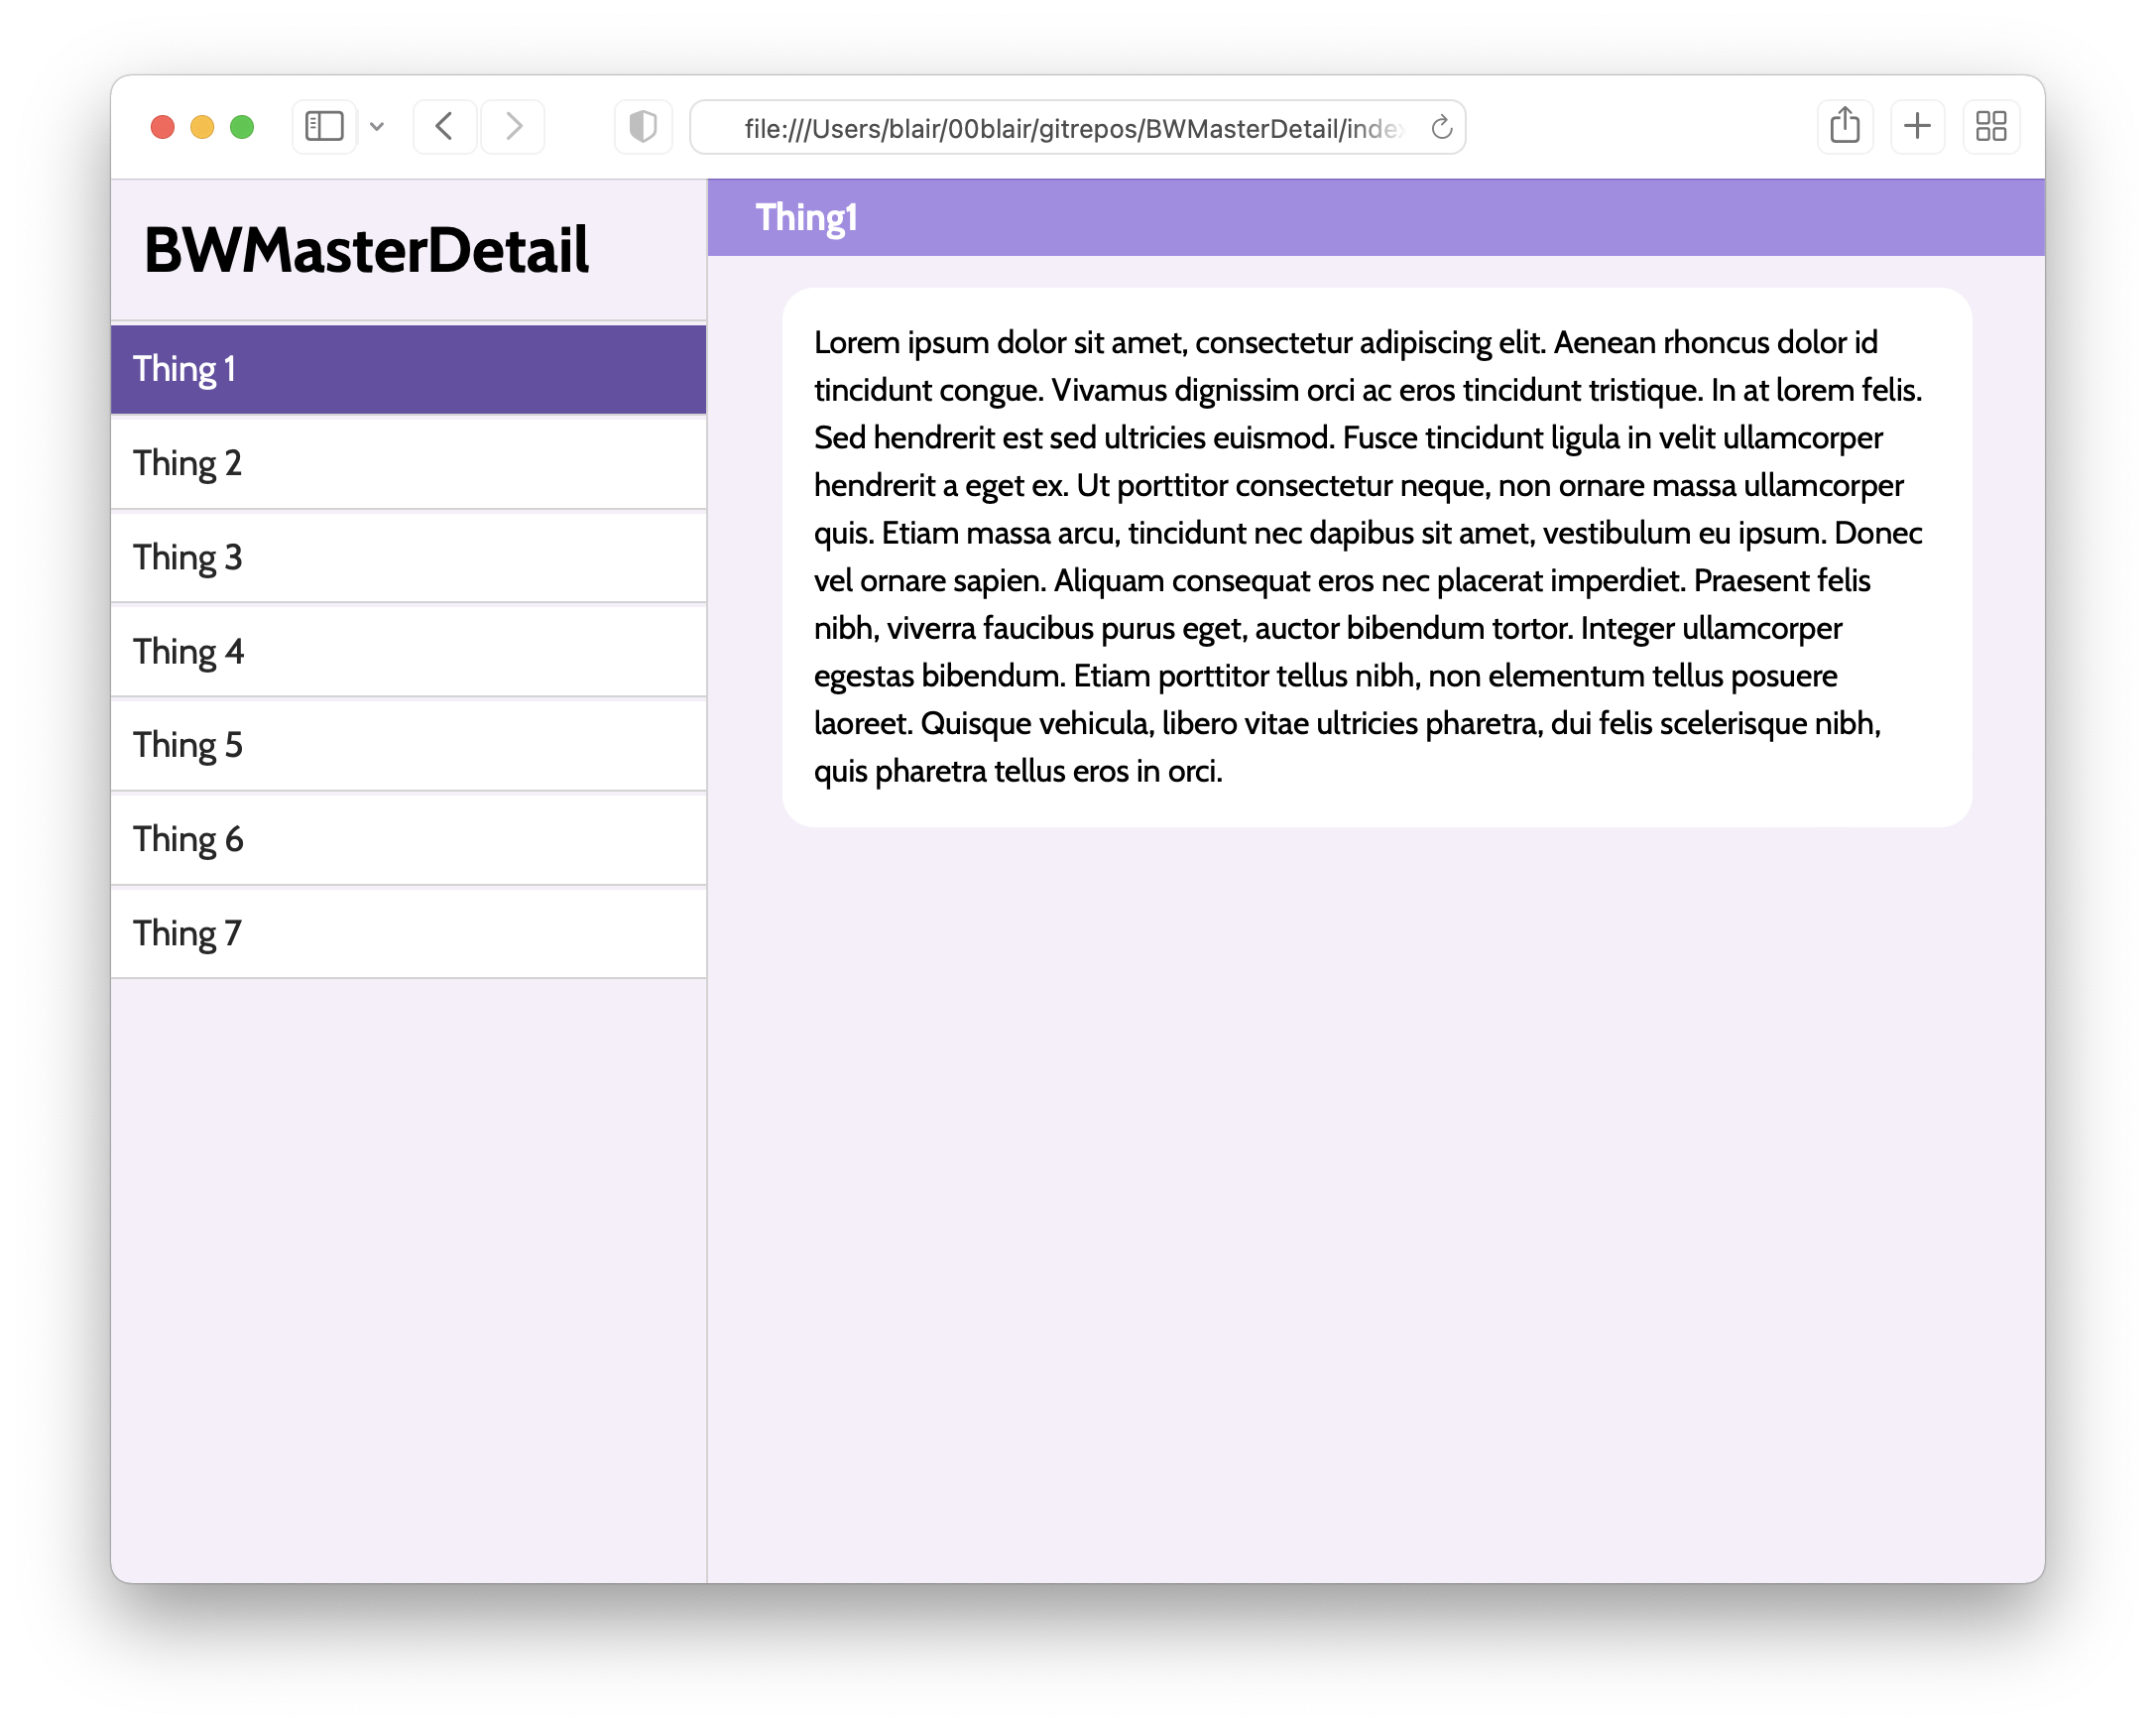 file:///Users/blair/00blair/gitrepos/BWMasterDetail/index
BWMasterDetail
Thing 1
Thing 2
Thing 3
Thing 4
Thing 5
Thing 6
Thing 7
Thing1
Lorem ipsum dolor sit amet, consectetur adipiscing elit. Aenean rhoncus dolor id
tincidunt congue. Vivamus dignissim orci ac eros tincidunt tristique. In at lorem felis.
Sed hendrerit est sed ultricies euismod. Fusce tincidunt ligula in velit ullamcorper
hendrerit a eget ex. Ut porttitor consectetur neque, non ornare massa ullamcorper
quis. Etiam massa arcu, tincidunt nec dapibus sit amet, vestibulum eu ipsum. Donec
vel ornare sapien. Aliquam consequat eros nec placerat imperdiet. Praesent felis
nibh, viverra faucibus purus eget, auctor bibendum tortor. Integer ullamcorper
egestas bibendum. Etiam porttitor tellus nibh, non elementum tellus posuere
laoreet. Quisque vehicula, libero vitae ultricies pharetra, dui felis scelerisque nibh,
quis pharetra tellus eros in orci.